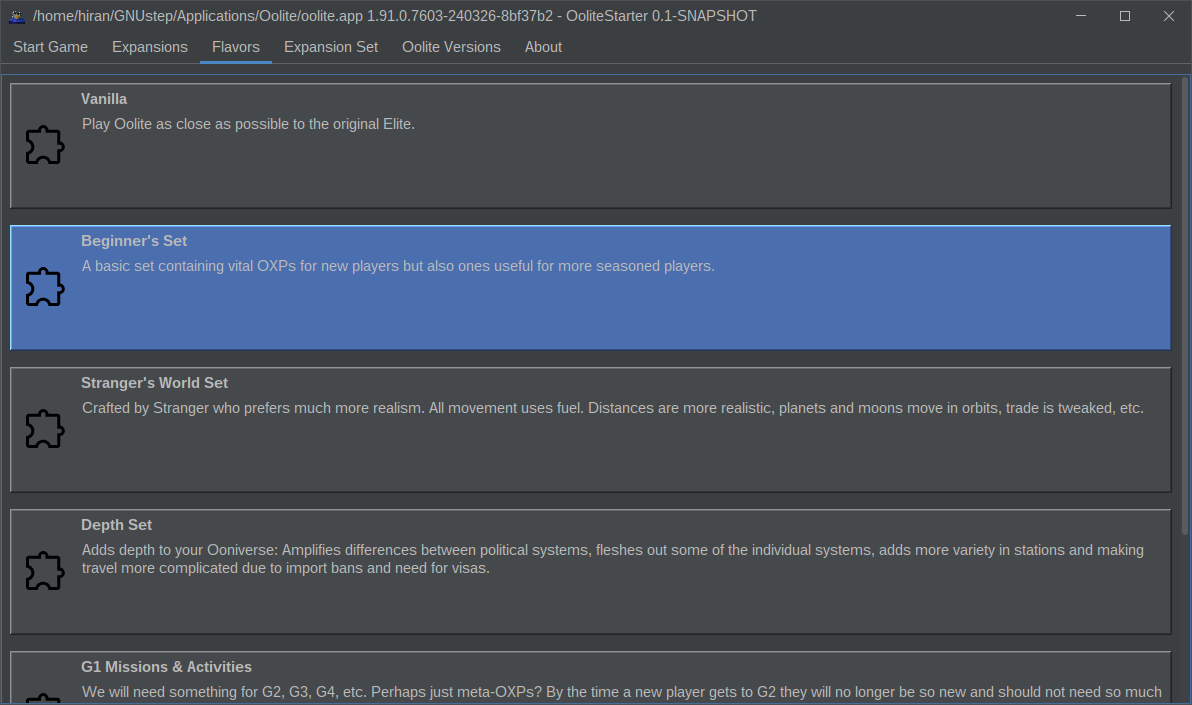 /home/hiran/GNUstep/Applications/Oolite/oolite.app 1.91.0.7603-240326-8bf37b2 - OoliteStarter 0.1-SNAPSHOT
Start Game Expansions Flavors Expansion Set Oolite Versions About
Vanilla
Play Oolite as close as possible to the original Elite.
Beginner's Set
A basic set containing vital OXPs for new players but also ones useful for more seasoned players.
Stranger's World Set
Crafted by Stranger who prefers much more realism. All movement uses fuel. Distances are more realistic, planets and moons move in orbits, trade is tweaked, etc.
Depth Set
Adds depth to your Ooniverse: Amplifies differences between political systems, fleshes out some of the individual systems, adds more variety in stations and making
travel more complicated due to import bans and need for visas.
G1 Missions & Activities
We will need something for G2, G3, G4, etc. Perhaps just meta-OXPs? By the time a new player gets to G2 they will no longer be so new and should not need so much